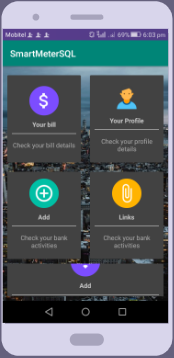 Mobitel 69% 6:03 pm
SmartMeterSQL
Your bill
Check your bill details
Your Profile
Check your profile
details
Add
Check your bank
activities
Links
Check your bank
activities
Add